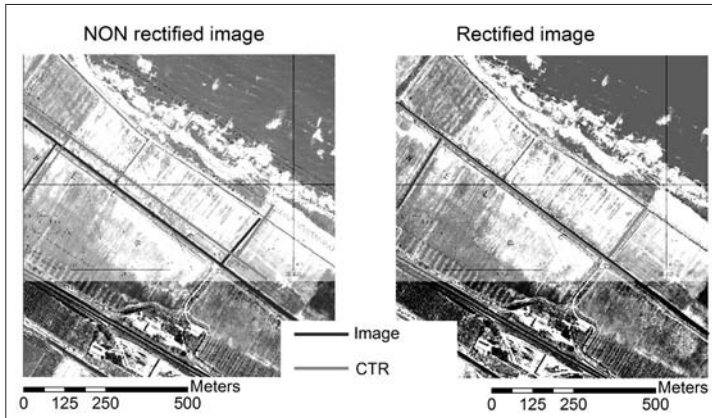 NON rectified image
Rectified image
Image
CTR
Meters
0 125 250 500
Meters
0 125 250 500